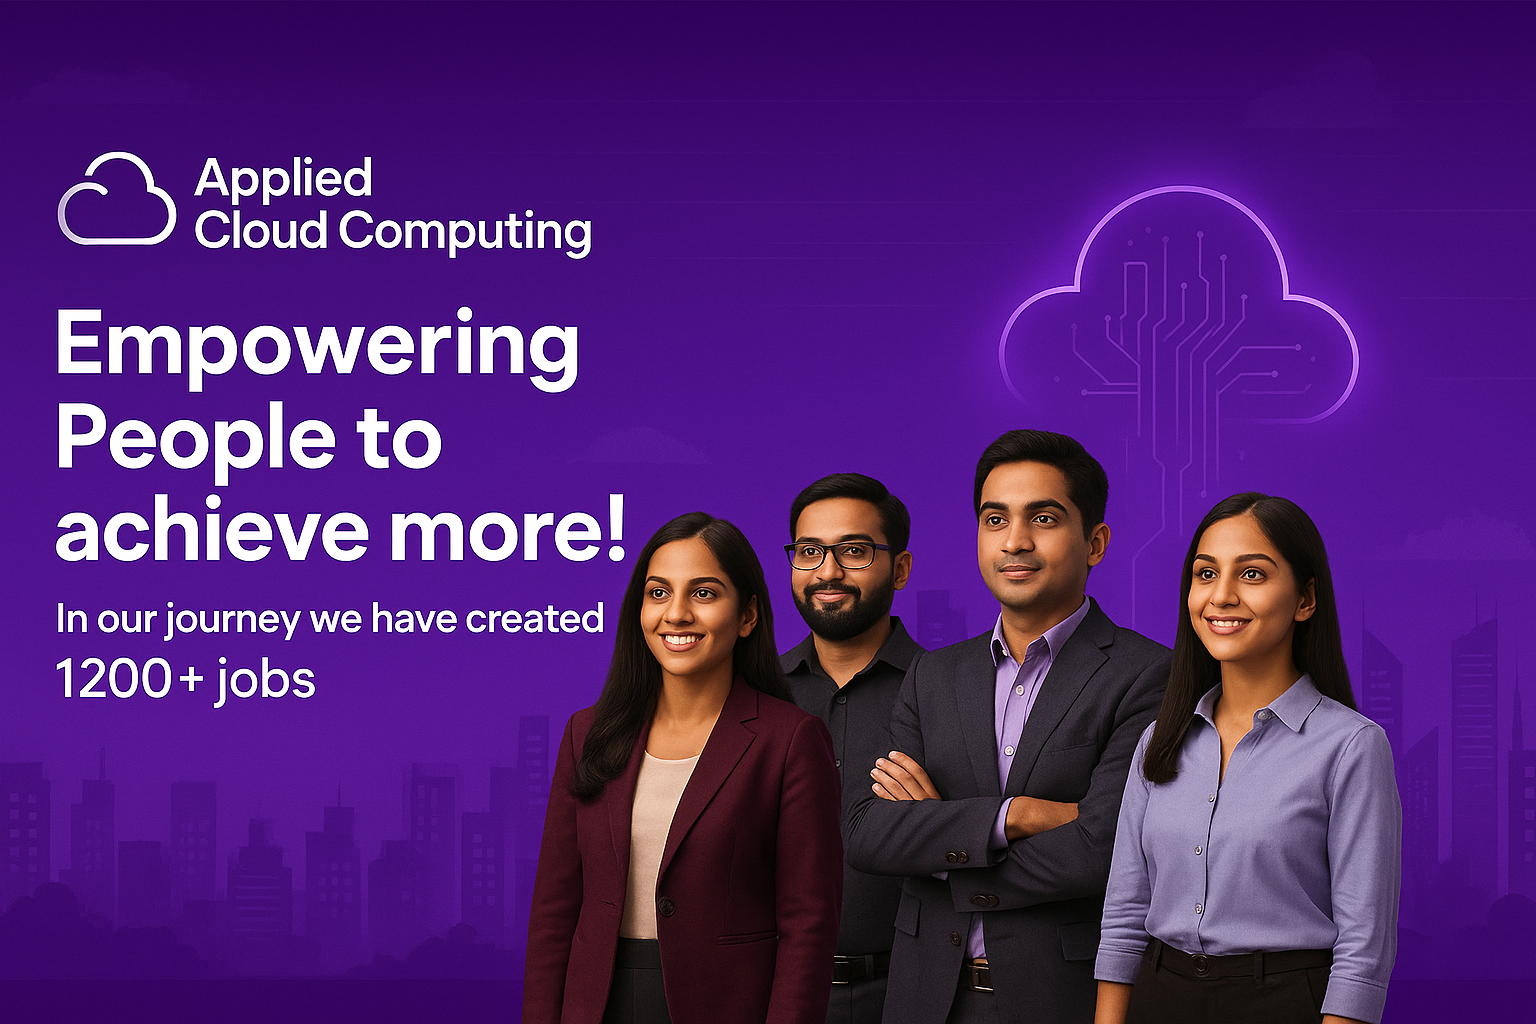 Applied
Cloud Computing
Empowering
People to
achieve more!
In our journey we have created
1200+ jobs